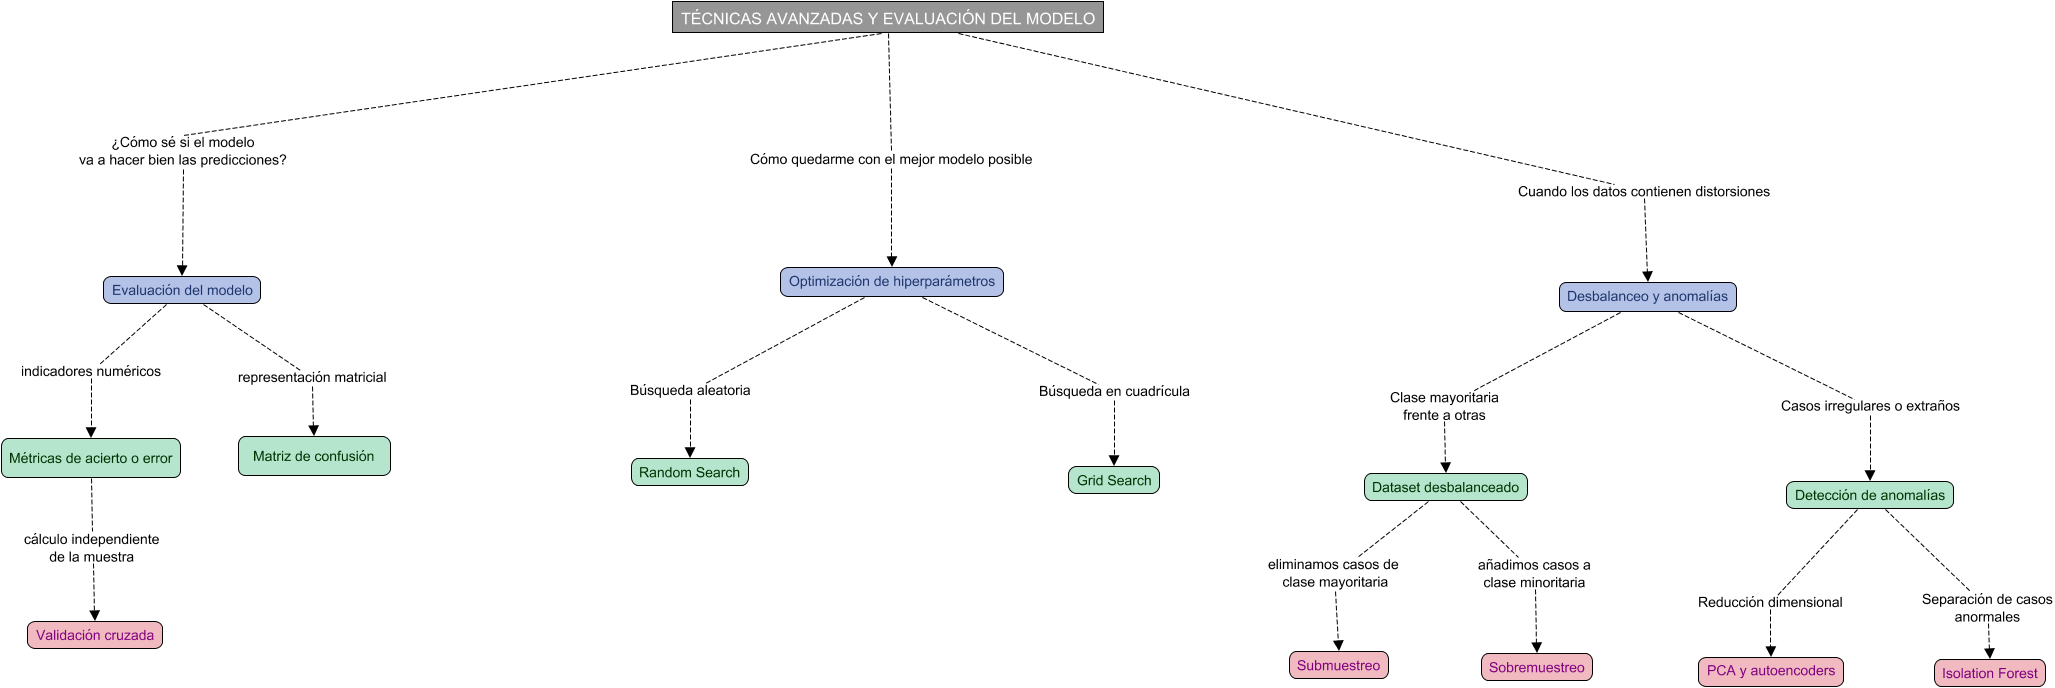 TÉCNICAS AVANZADAS Y EVALUACIÓN DEL MODELO
¿Cómo sé si el modelo
va a hacer bien las predicciones?
Cómo quedarme con el mejor modelo posible
Cuando los datos contienen distorsiones
Evaluación del modelo
Optimización de hiperparámetros
Desbalanceo y anomalías
indicadores numéricos
representación matricial
Búsqueda aleatoria
Búsqueda en cuadrícula
Clase mayoritaria
frente a otras
Casos irregulares o extraños
Métricas de acierto o error
Matriz de confusión
Random Search
Grid Search
Dataset desbalanceado
Detección de anomalías
cálculo independiente
de la muestra
eliminamos casos de
clase mayoritaria
añadimos casos a
clase minoritaria
Reducción dimensional
Separación de casos
anormales
Validación cruzada
Submuestreo
Sobremuestreo
PCA y autoencoders
Isolation Forest